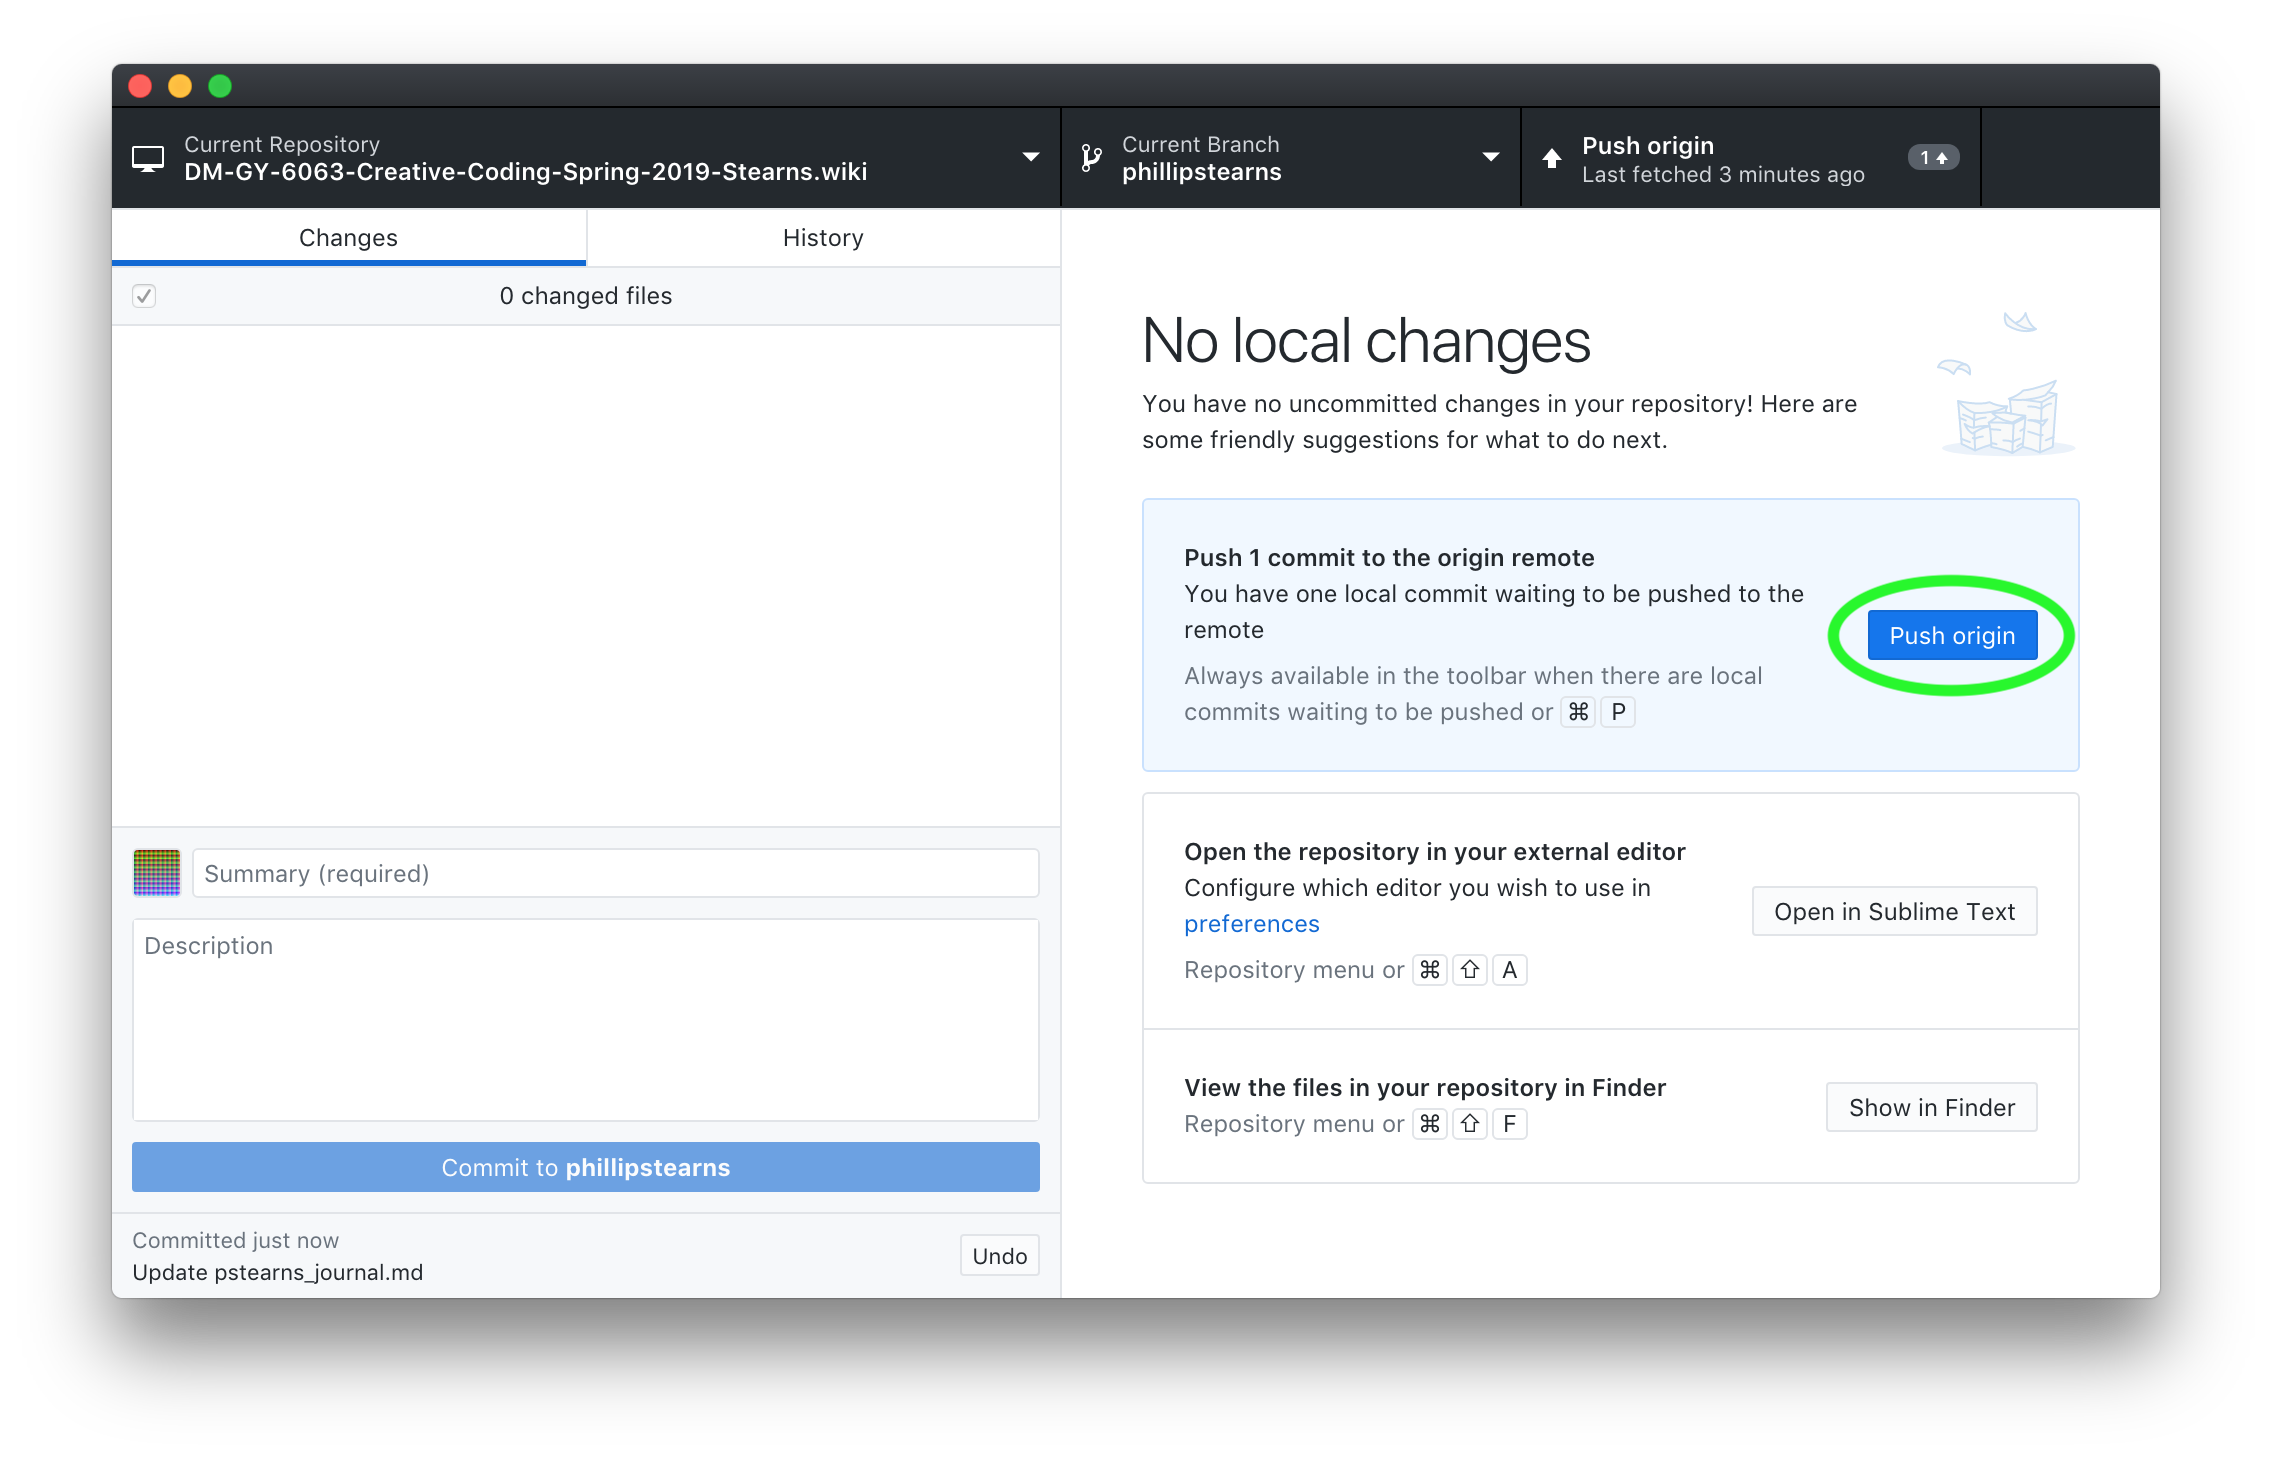 Current Repository
DM-GY-6063-Creative-Coding-Spring-2019-Stearns.wiki
Current Branch
phillipstearns
Push origin
Last fetched 3 minutes ago
1
Changes
History
0 changed files
No local changes
You have no uncommitted changes in your repository! Here are
some friendly suggestions for what to do next.
Push 1 commit to the origin remote
You have one local commit waiting to be pushed to the
remote
Always available in the toolbar when there are local
commits waiting to be pushed or ⌘ P
Push origin
Open the repository in your external editor
Configure which editor you wish to use in
preferences
Repository menu or ⌘ ⇧ A
Open in Sublime Text
View the files in your repository in Finder
Repository menu or ⌘ ⇧ F
Show in Finder
Summary (required)
Description
Commit to phillipstearns
Committed just now
Update pstearns_journal.md
Undo